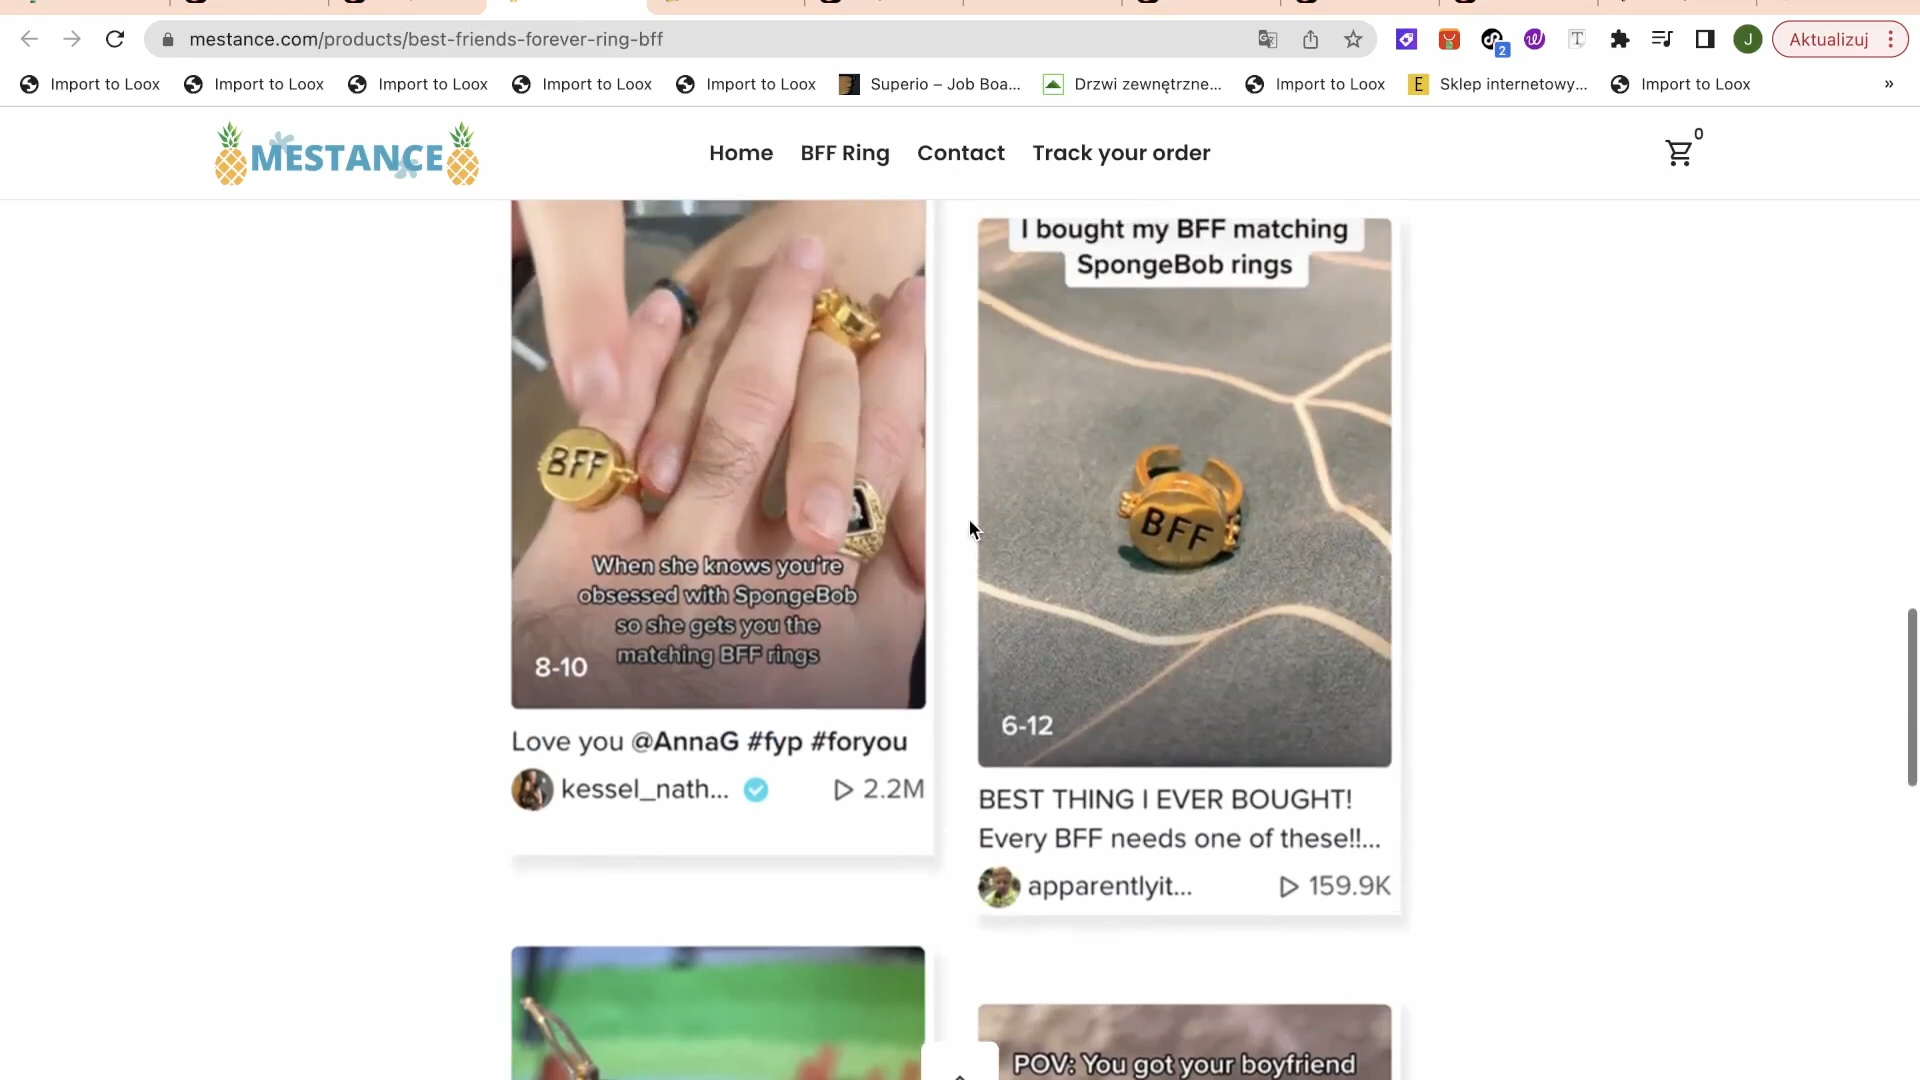 mestance.com/products/best-friends-forever-ring-bff
2
J
Aktualizuj
Import to Loox
Import to Loox
Import to Loox
Import to Loox
Import to Loox
Superio – Job Boa...
Drzwi zewnętrzne...
Import to Loox
E
Sklep internetowy...
Import to Loox
»
MESTANCE
Home
BFF Ring
Contact
Track your order
0
BFF
When she knows you're
obsessed with SpongeBob
so she gets you the
matching BFF rings
8-10
Love you @AnnaG #fyp #foryou
kessel_nath...
2.2M
I bought my BFF matching
SpongeBob rings
BFF
6-12
BEST THING I EVER BOUGHT!
Every BFF needs one of these!!...
apparentlyit...
159.9K
POV: You got your boyfriend